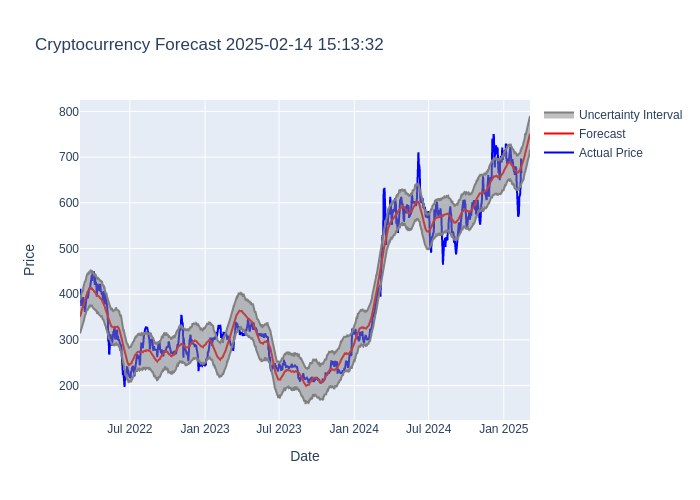 Cryptocurrency Forecast 2025-02-14 15:13:32
Uncertainty Interval
Forecast
Actual Price
Price
800
700
600
500
400
300
200
Jul 2022
Jan 2023
Jul 2023
Jan 2024
Jul 2024
Jan 2025
Date